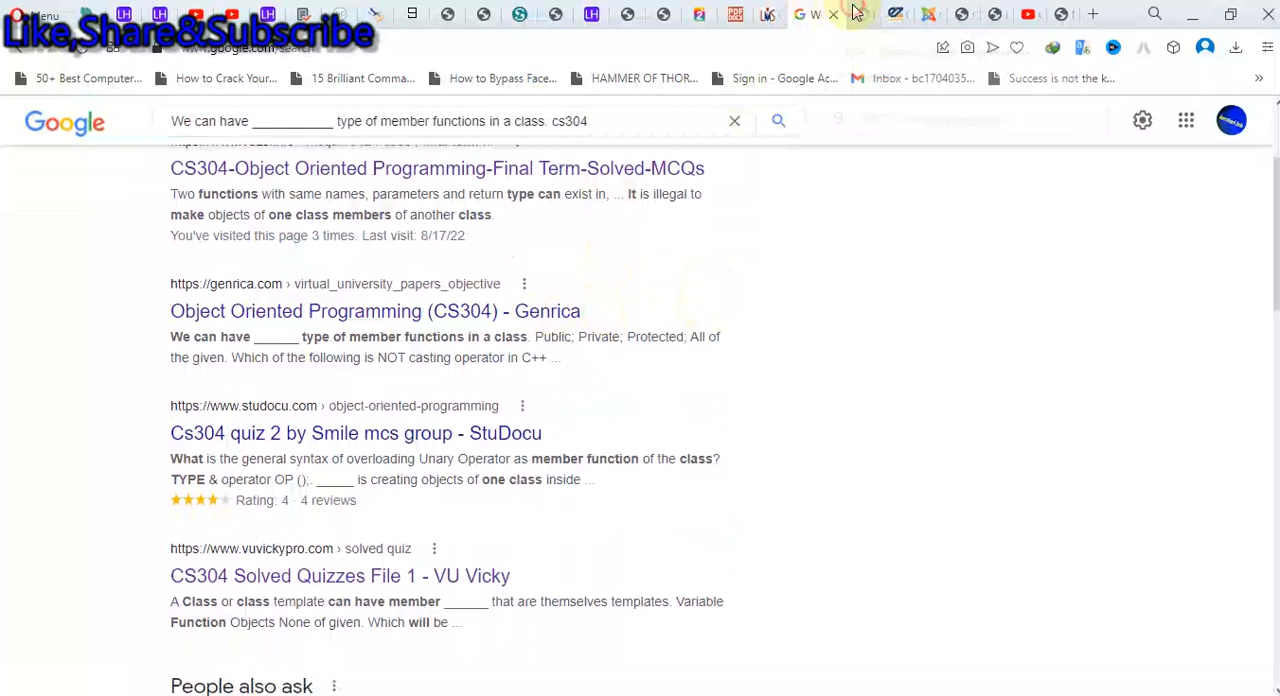 Menu
Like,Share&Subscribe
www.google.com/search
50+ Best Computer...
How to Crack Your...
15 Brilliant Comma...
How to Bypass Face...
HAMMER OF THOR...
Sign in - Google Ac...
Inbox - bc1704035...
Success is not the k...
Google
We can have ___________ type of member functions in a class. cs304
CS304-Object Oriented Programming-Final Term-Solved-MCQs
Two functions with same names, parameters and return type can exist in, ... It is illegal to
make objects of one class members of another class.
You've visited this page 3 times. Last visit: 8/17/22
https://genrica.com › virtual_university_papers_objective
Object Oriented Programming (CS304) - Genrica
We can have ______ type of member functions in a class. Public; Private; Protected; All of
the given. Which of the following is NOT casting operator in C++ ...
https://www.studocu.com › object-oriented-programming
Cs304 quiz 2 by Smile mcs group - StuDocu
What is the general syntax of overloading Unary Operator as member function of the class?
TYPE & operator OP ();. _____ is creating objects of one class inside ...
Rating: 4 · 4 reviews
https://www.vuvickypro.com › solved quiz
CS304 Solved Quizzes File 1 - VU Vicky
A Class or class template can have member ______ that are themselves templates. Variable
Function Objects None of given. Which will be ...
People also ask